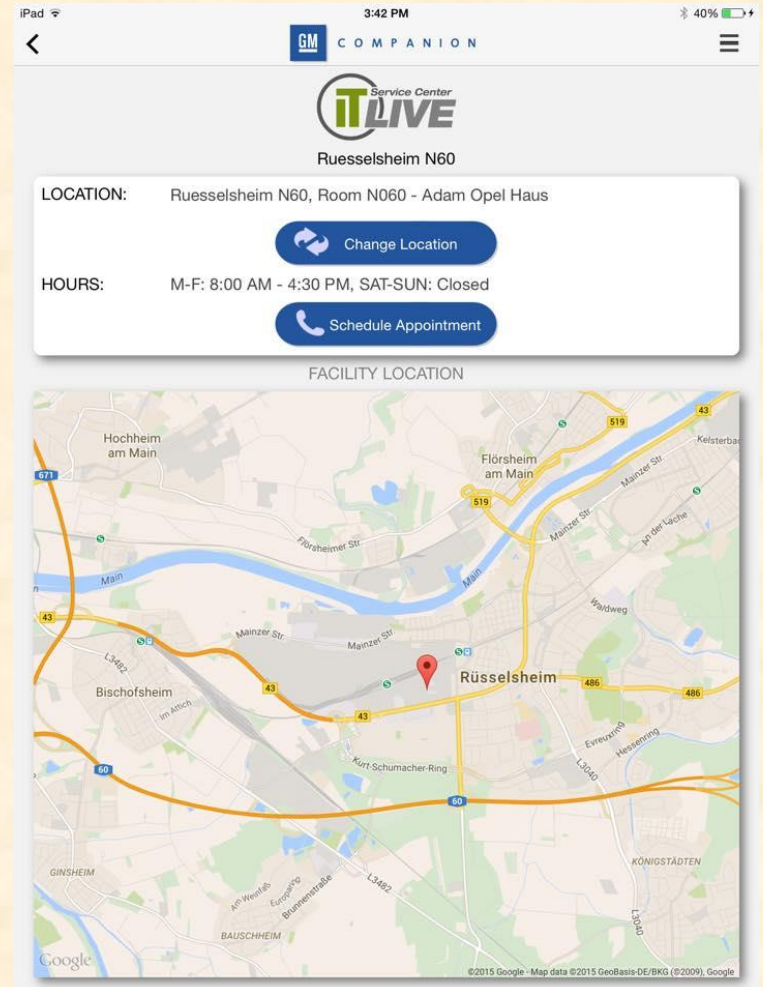 iPad 3:42 PM 40%
GM COMPANION
Service Center
iT LIVE
Ruesselsheim N60
LOCATION: Ruesselsheim N60, Room N060 - Adam Opel Haus
Change Location
HOURS: M-F: 8:00 AM - 4:30 PM, SAT-SUN: Closed
Schedule Appointment
FACILITY LOCATION
43
519
Hochheim
am Main
Kelsterba
Flörsheim
am Main
671
Mainzer Str
519
An der Lache
Mainzer Str
Flörsheimer Str
Main
Main
Waldweg
43
Mainzer Str
Mainzer Str
L3482
Rüsselsheim
486
Bischofsheim
43
486
Im Attich
43
Evreuxring
Hessenring
Kurt-Schumacher-Ring
L3040
60
60
KÖNIGSTÄDTEN
GINSHEIM
L3482
Am Weinfaß
Europaring
Brunnenstraße
L3040
BAUSCHHEIM
Google
©2015 Google - Map data ©2015 GeoBasis-DE/BKG (©2009), Google